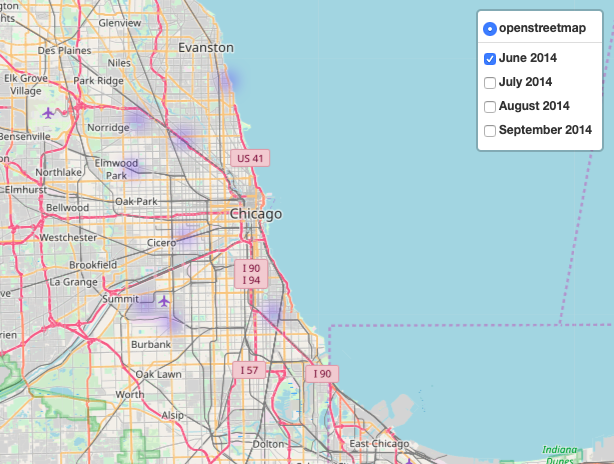 Glenview
Evanston
openstreetmap
Des Plaines
Niles
June 2014
Elk Grove
Village
Park Ridge
July 2014
August 2014
Norridge
September 2014
Bensenville
Elmwood
Park
US 41
Northlake
Elmhurst
Bellwood
Oak Park
Chicago
Westchester
Cicero
Brookfield
I 90
I 94
La Grange
Summit
Burbank
I 57
I 90
Oak Lawn
Worth
Alsip
Dolton
East Chicago
Indiana
Dunes